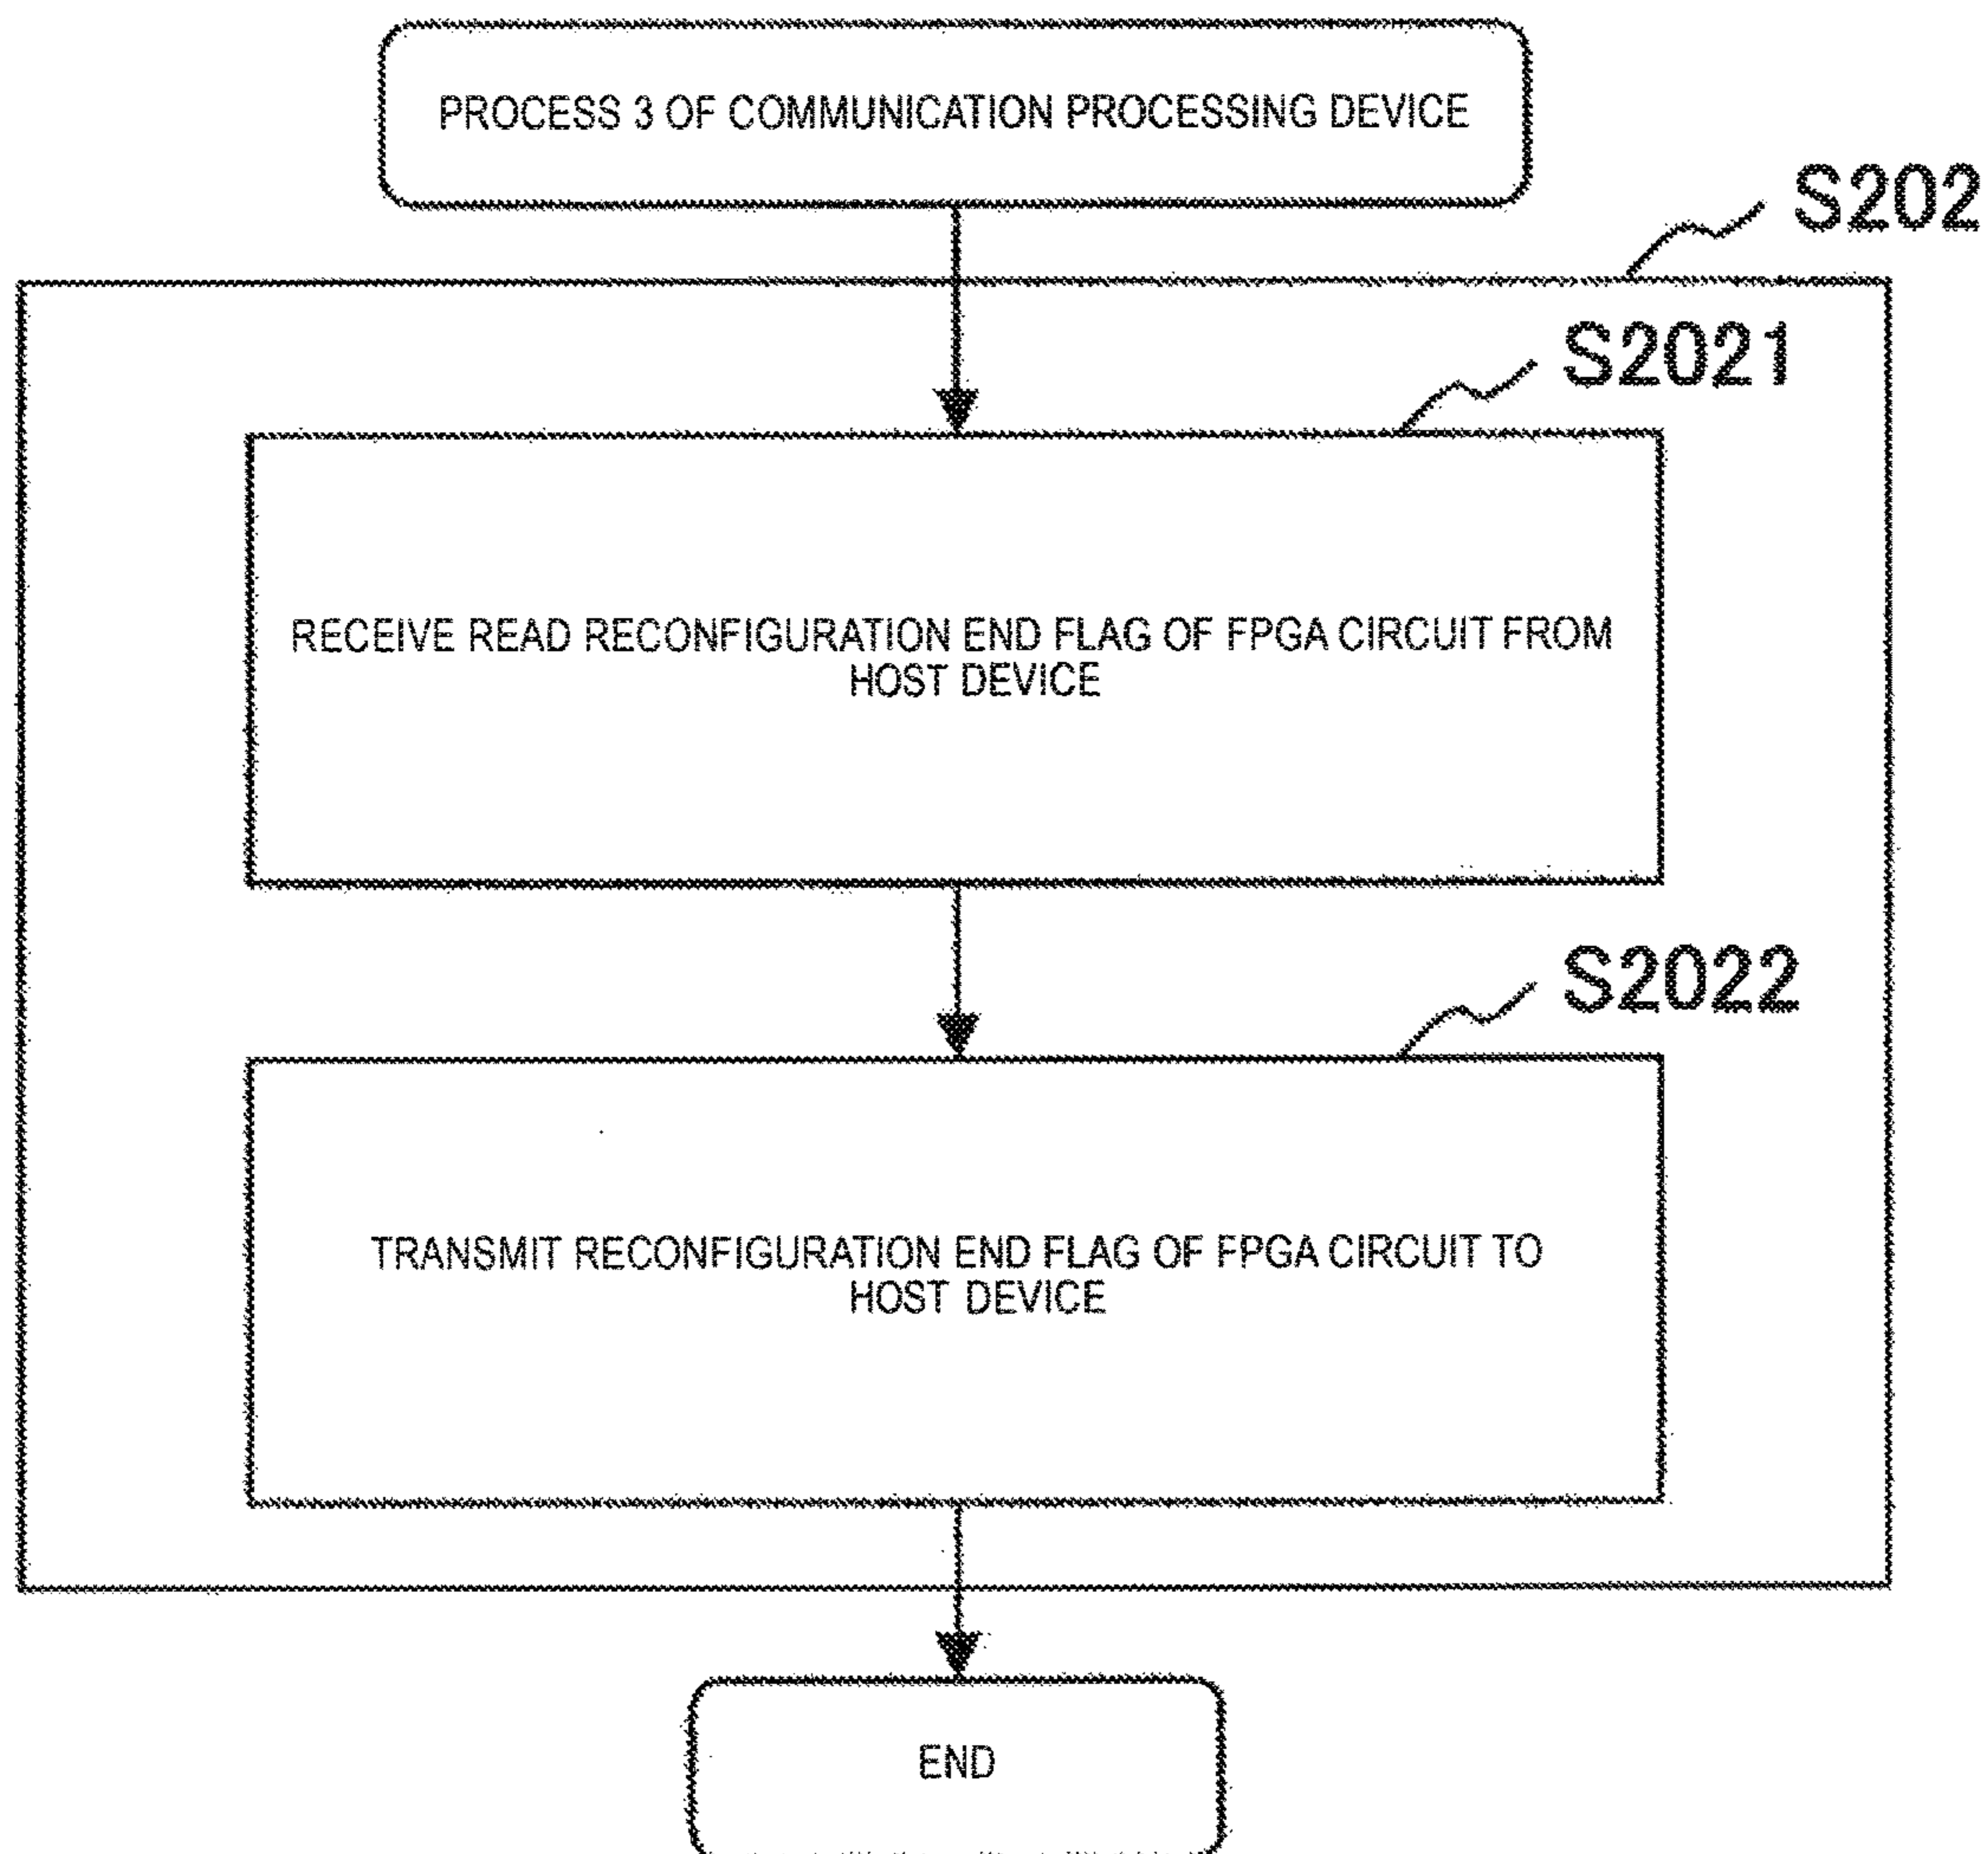 PROCESS 3 OF COMMUNICATION PROCESSING DEVICE
S202
S2021
RECEIVE READ RECONFIGURATION END FLAG OF FPGA CIRCUIT FROM
HOST DEVICE
S2022
TRANSMIT RECONFIGURATION END FLAG OF FPGA CIRCUIT TO
HOST DEVICE
END